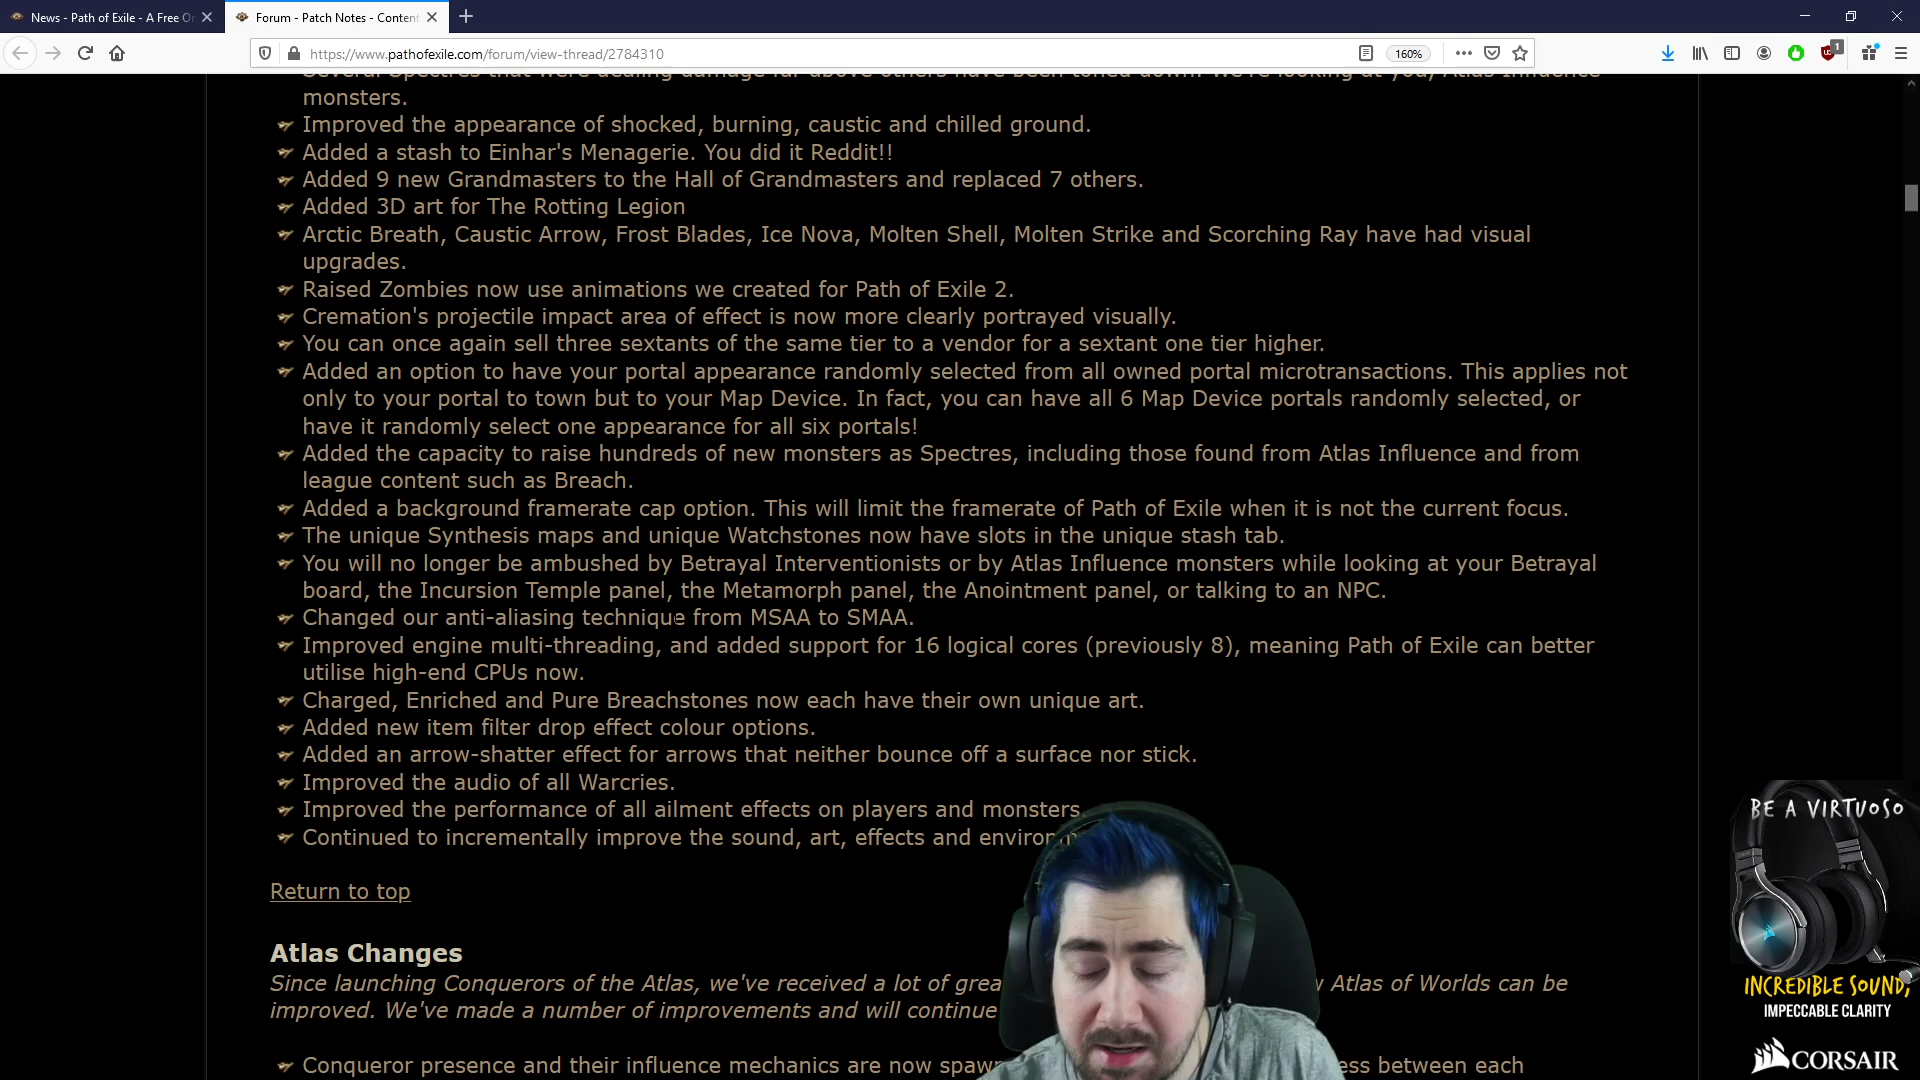 News - Path of Exile - A Free O
Forum - Patch Notes - Content
https://www.pathofexile.com/forum/view-thread/2784310
160%
1
monsters.
Improved the appearance of shocked, burning, caustic and chilled ground.
Added a stash to Einhar's Menagerie. You did it Reddit!!
Added 9 new Grandmasters to the Hall of Grandmasters and replaced 7 others.
Added 3D art for The Rotting Legion
Arctic Breath, Caustic Arrow, Frost Blades, Ice Nova, Molten Shell, Molten Strike and Scorching Ray have had visual
upgrades.
Raised Zombies now use animations we created for Path of Exile 2.
Cremation's projectile impact area of effect is now more clearly portrayed visually.
You can once again sell three sextants of the same tier to a vendor for a sextant one tier higher.
Added an option to have your portal appearance randomly selected from all owned portal microtransactions. This applies not
only to your portal to town but to your Map Device. In fact, you can have all 6 Map Device portals randomly selected, or
have it randomly select one appearance for all six portals!
Added the capacity to raise hundreds of new monsters as Spectres, including those found from Atlas Influence and from
league content such as Breach.
Added a background framerate cap option. This will limit the framerate of Path of Exile when it is not the current focus.
The unique Synthesis maps and unique Watchstones now have slots in the unique stash tab.
You will no longer be ambushed by Betrayal Interventionists or by Atlas Influence monsters while looking at your Betrayal
board, the Incursion Temple panel, the Metamorph panel, the Anointment panel, or talking to an NPC.
Changed our anti-aliasing technique from MSAA to SMAA.
Improved engine multi-threading, and added support for 16 logical cores (previously 8), meaning Path of Exile can better
utilise high-end CPUs now.
Charged, Enriched and Pure Breachstones now each have their own unique art.
Added new item filter drop effect colour options.
Added an arrow-shatter effect for arrows that neither bounce off a surface nor stick.
Improved the audio of all Warcries.
Improved the performance of all ailment effects on players and monsters.
Continued to incrementally improve the sound, art, effects and
Return to top
Atlas Changes
Since launching Conquerors of the Atlas, we've received a lot of Atlas of Worlds can be
improved. We've made a number of improvements and will continue
Conqueror presence and their influence mechanics are now between each
BE A VIRTUOSO
INCREDIBLE SOUND,
IMPECCABLE CLARITY
CORSAIR